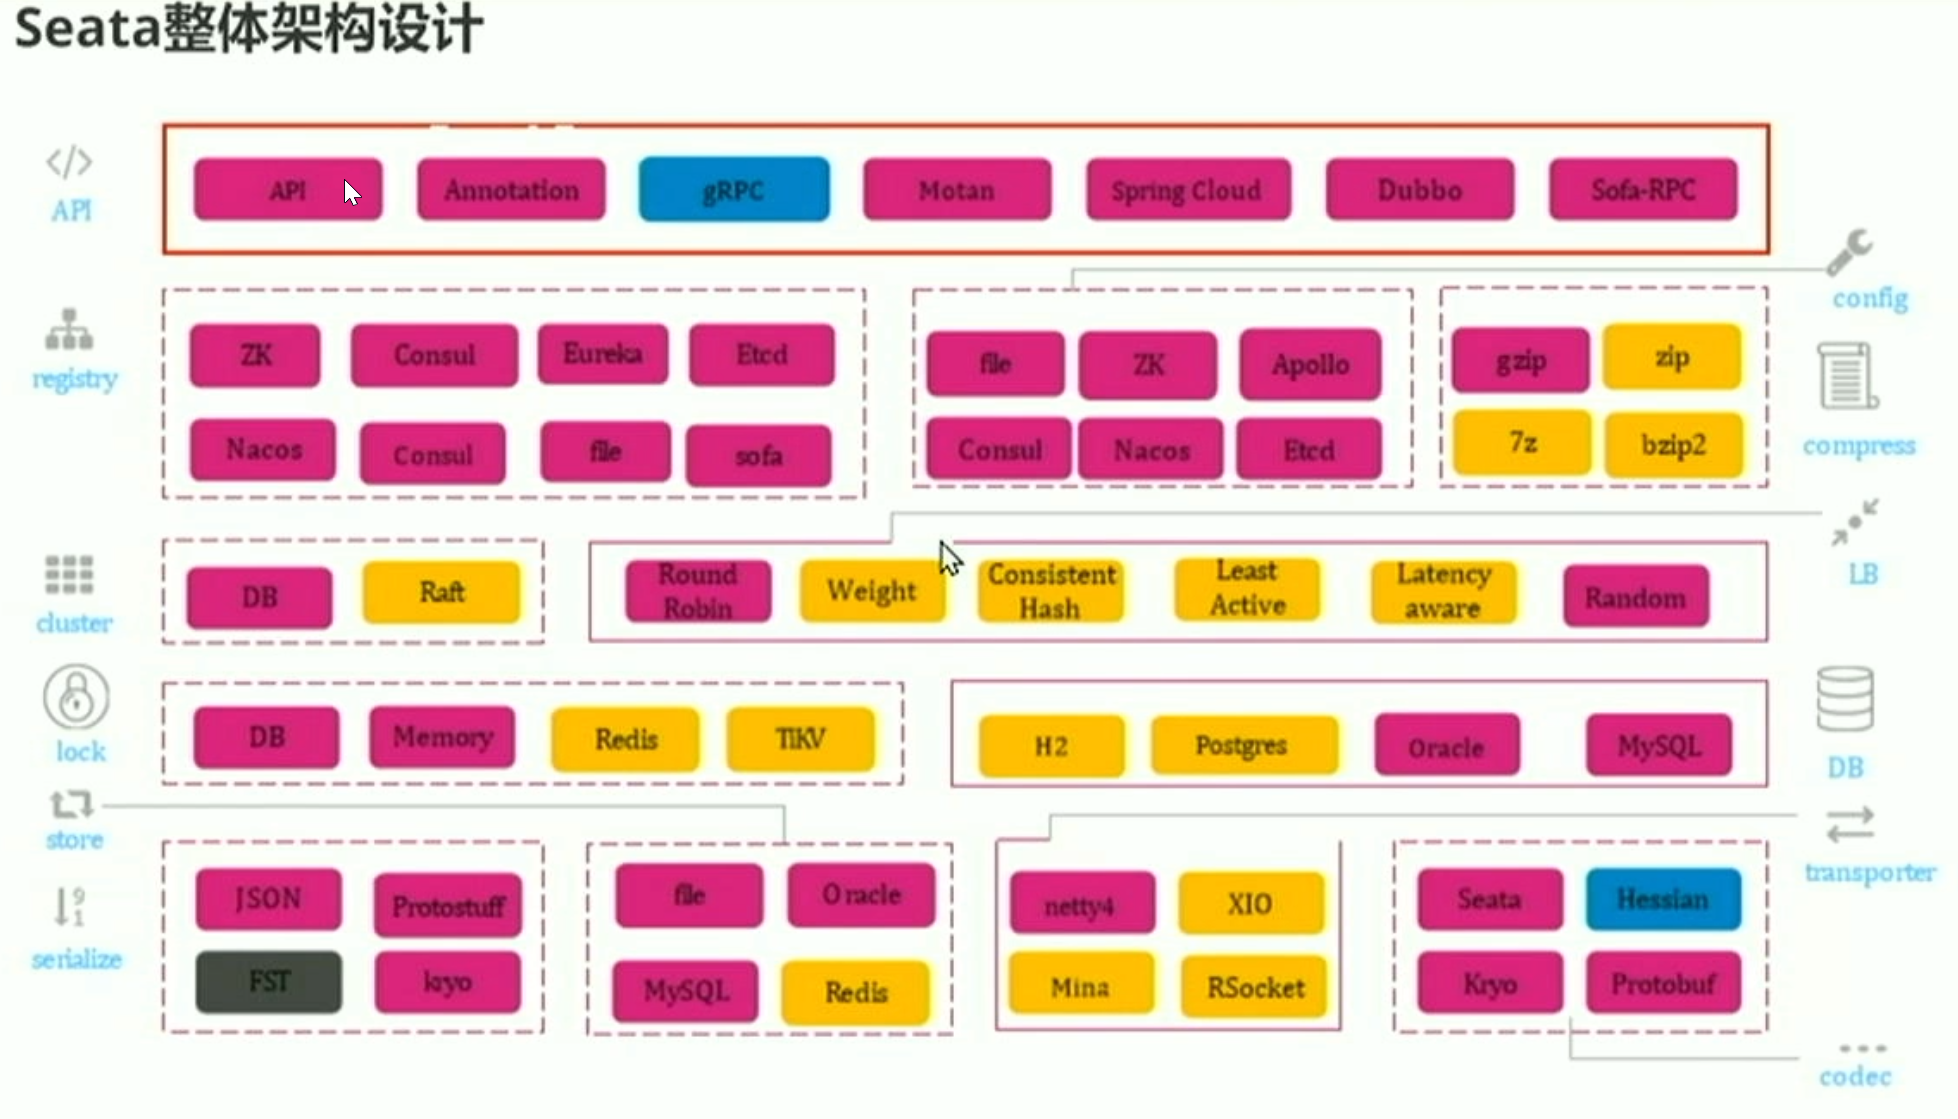 Seata整体架构设计
</>
API
API
Annotation
gRPC
Motan
Spring Cloud
Dubbo
Sofa-RPC
config
registry
ZK
Consul
Eureka
Etcd
Nacos
Consul
file
sofa
file
ZK
Apollo
Consul
Nacos
Etcd
gzip
zip
7z
bzip2
compress
cluster
DB
Raft
Round
Robin
Weight
Consistent
Hash
Least
Active
Latency
aware
Random
LB
lock
DB
Memory
Redis
TiKV
H2
Postgres
Oracle
MySQL
DB
store
serialize
9
1
JSON
Protostuff
FST
kryo
file
Oracle
MySQL
Redis
netty4
XIO
Mina
RSocket
transporter
Seata
Hessian
Kryo
Protobuf
codec